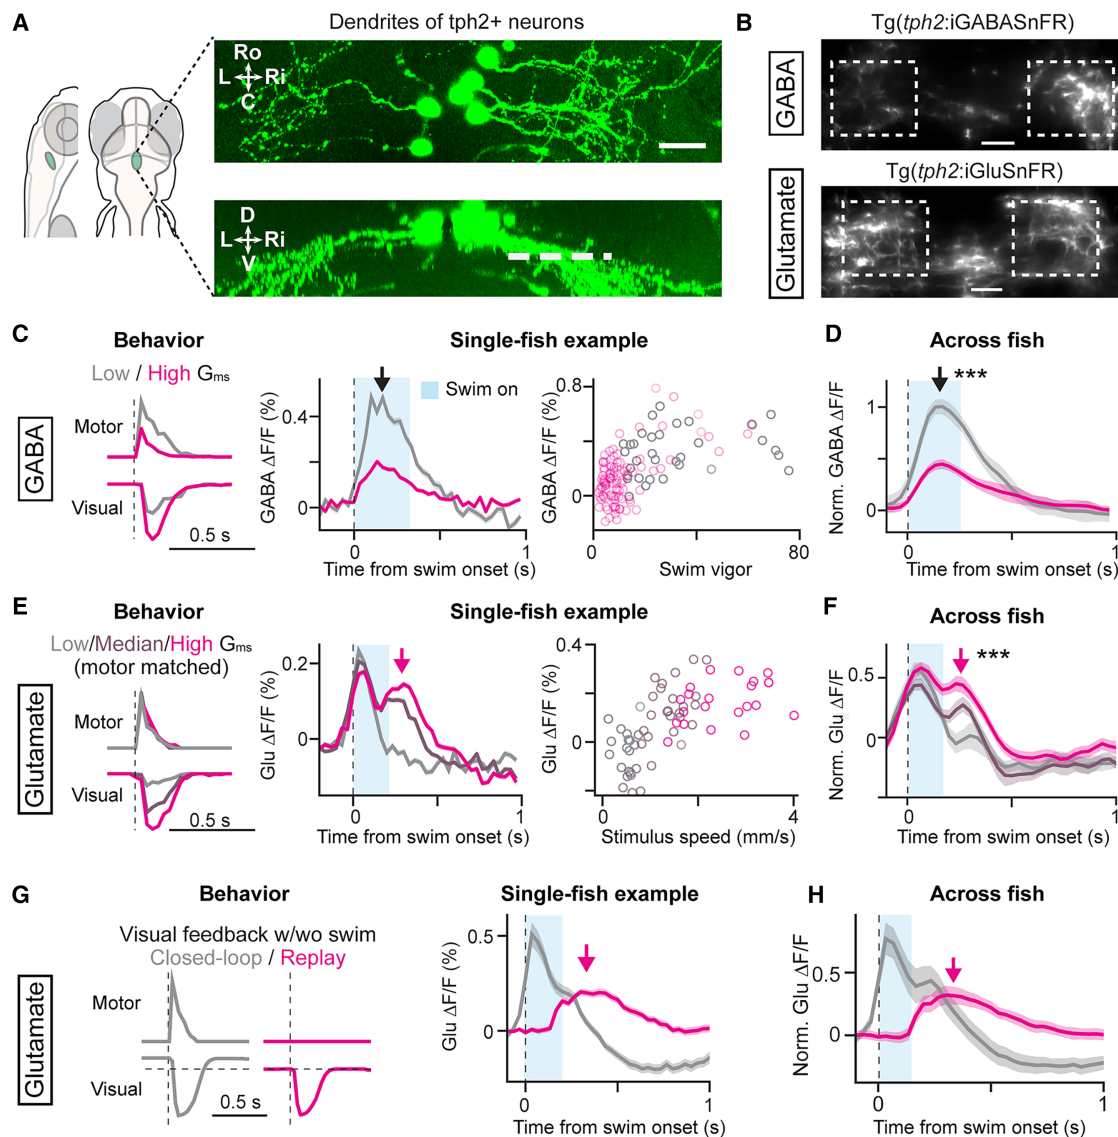 A
Dendrites of tph2+ neurons
Ro
L Ri
C
D
L Ri
V
B
Tg(tph2:iGABASnFR)
GABA
Tg(tph2:iGluSnFR)
Glutamate
C
Behavior
Low / High Gms
GABA
Motor
Visual
0.5 s
Single-fish example
Swim on
GABA ΔF/F (%)
0.4
0
0 1
Time from swim onset (s)
GABA ΔF/F (%)
0.8
0.4
0
0 40 80
Swim vigor
D
Across fish
***
Norm. GABA ΔF/F
1
0
0 1
Time from swim onset (s)
E
Behavior
Low/Median/High Gms
(motor matched)
Glutamate
Motor
Visual
0.5 s
Single-fish example
Glu ΔF/F (%)
0.2
0
0 1
Time from swim onset (s)
Glu ΔF/F (%)
0.4
0.2
0
0 2 4
Stimulus speed (mm/s)
F
Across fish
***
Norm. Glu ΔF/F
0.5
0
0 1
Time from swim onset (s)
G
Behavior
Visual feedback w/wo swim
Closed-loop / Replay
Glutamate
Motor
Visual
0.5 s
Single-fish example
Glu ΔF/F (%)
0.5
0
0 1
Time from swim onset (s)
H
Across fish
Norm. Glu ΔF/F
0.5
0
0 1
Time from swim onset (s)